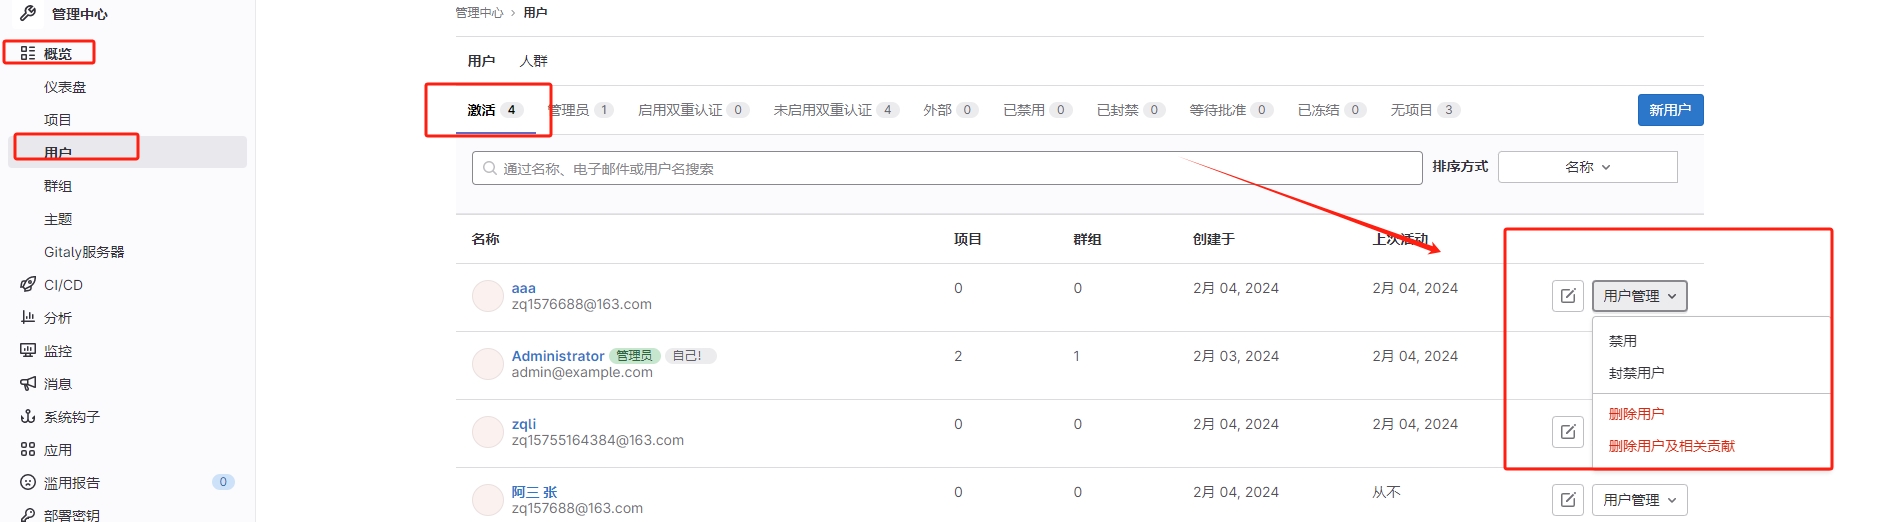 管理中心
概览
仪表盘
项目
用户
群组
主题
Gitaly服务器
CI/CD
分析
监控
消息
系统钩子
应用
滥用报告 0
部署密钥
管理中心 › 用户
用户 人群
激活 4 管理员 1 启用双重认证 0 未启用双重认证 4 外部 0 已禁用 0 已封禁 0 等待批准 0 已冻结 0 无项目 3 新用户
通过名称、电子邮件或用户名搜索 排序方式 名称
名称 项目 群组 创建于 上次活动
aaa 0 0 2月 04, 2024 2月 04, 2024 用户管理
zq1576688@163.com
禁用
封禁用户
删除用户
删除用户及相关贡献
Administrator 管理员 自己! 2 1 2月 03, 2024 2月 04, 2024
admin@example.com
zqli 0 0 2月 04, 2024 2月 04, 2024
zq15755164384@163.com
阿三 张 0 0 2月 04, 2024 从不 用户管理
zq157688@163.com